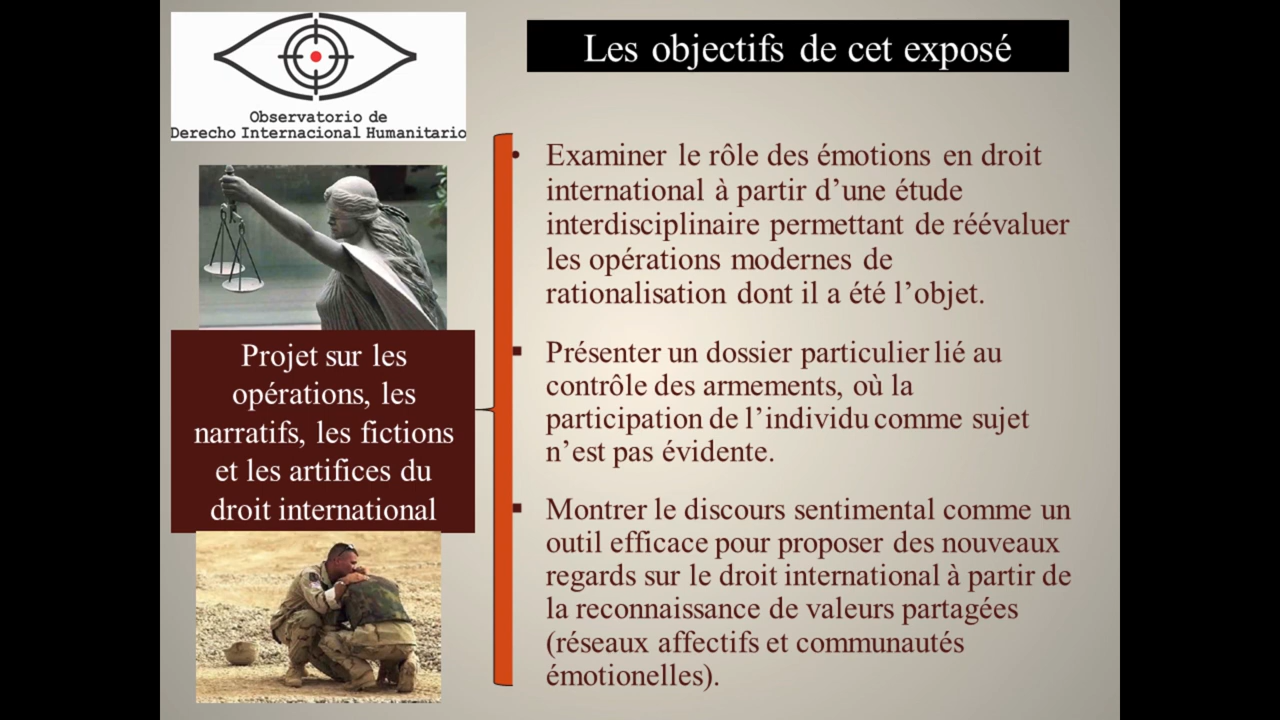 Observatorio de
Derecho Internacional Humanitario
Projet sur les
opérations, les
narratifs, les fictions
et les artifices du
droit international
Les objectifs de cet exposé
• Examiner le rôle des émotions en droit
international à partir d’une étude
interdisciplinaire permettant de réévaluer
les opérations modernes de
rationalisation dont il a été l’objet.
▪ Présenter un dossier particulier lié au
contrôle des armements, où la
participation de l’individu comme sujet
n’est pas évidente.
▪ Montrer le discours sentimental comme un
outil efficace pour proposer des nouveaux
regards sur le droit international à partir de
la reconnaissance de valeurs partagées
(réseaux affectifs et communautés
émotionelles).